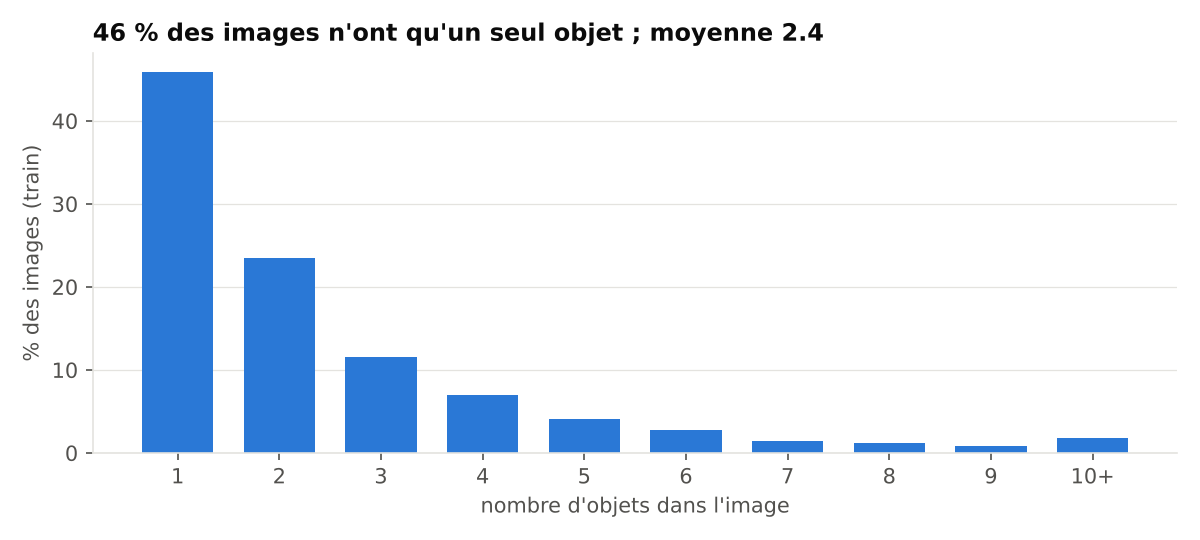 46 % des images n'ont qu'un seul objet ; moyenne 2.4
% des images (train)
40
30
20
10
0
1 2 3 4 5 6 7 8 9 10+
nombre d'objets dans l'image